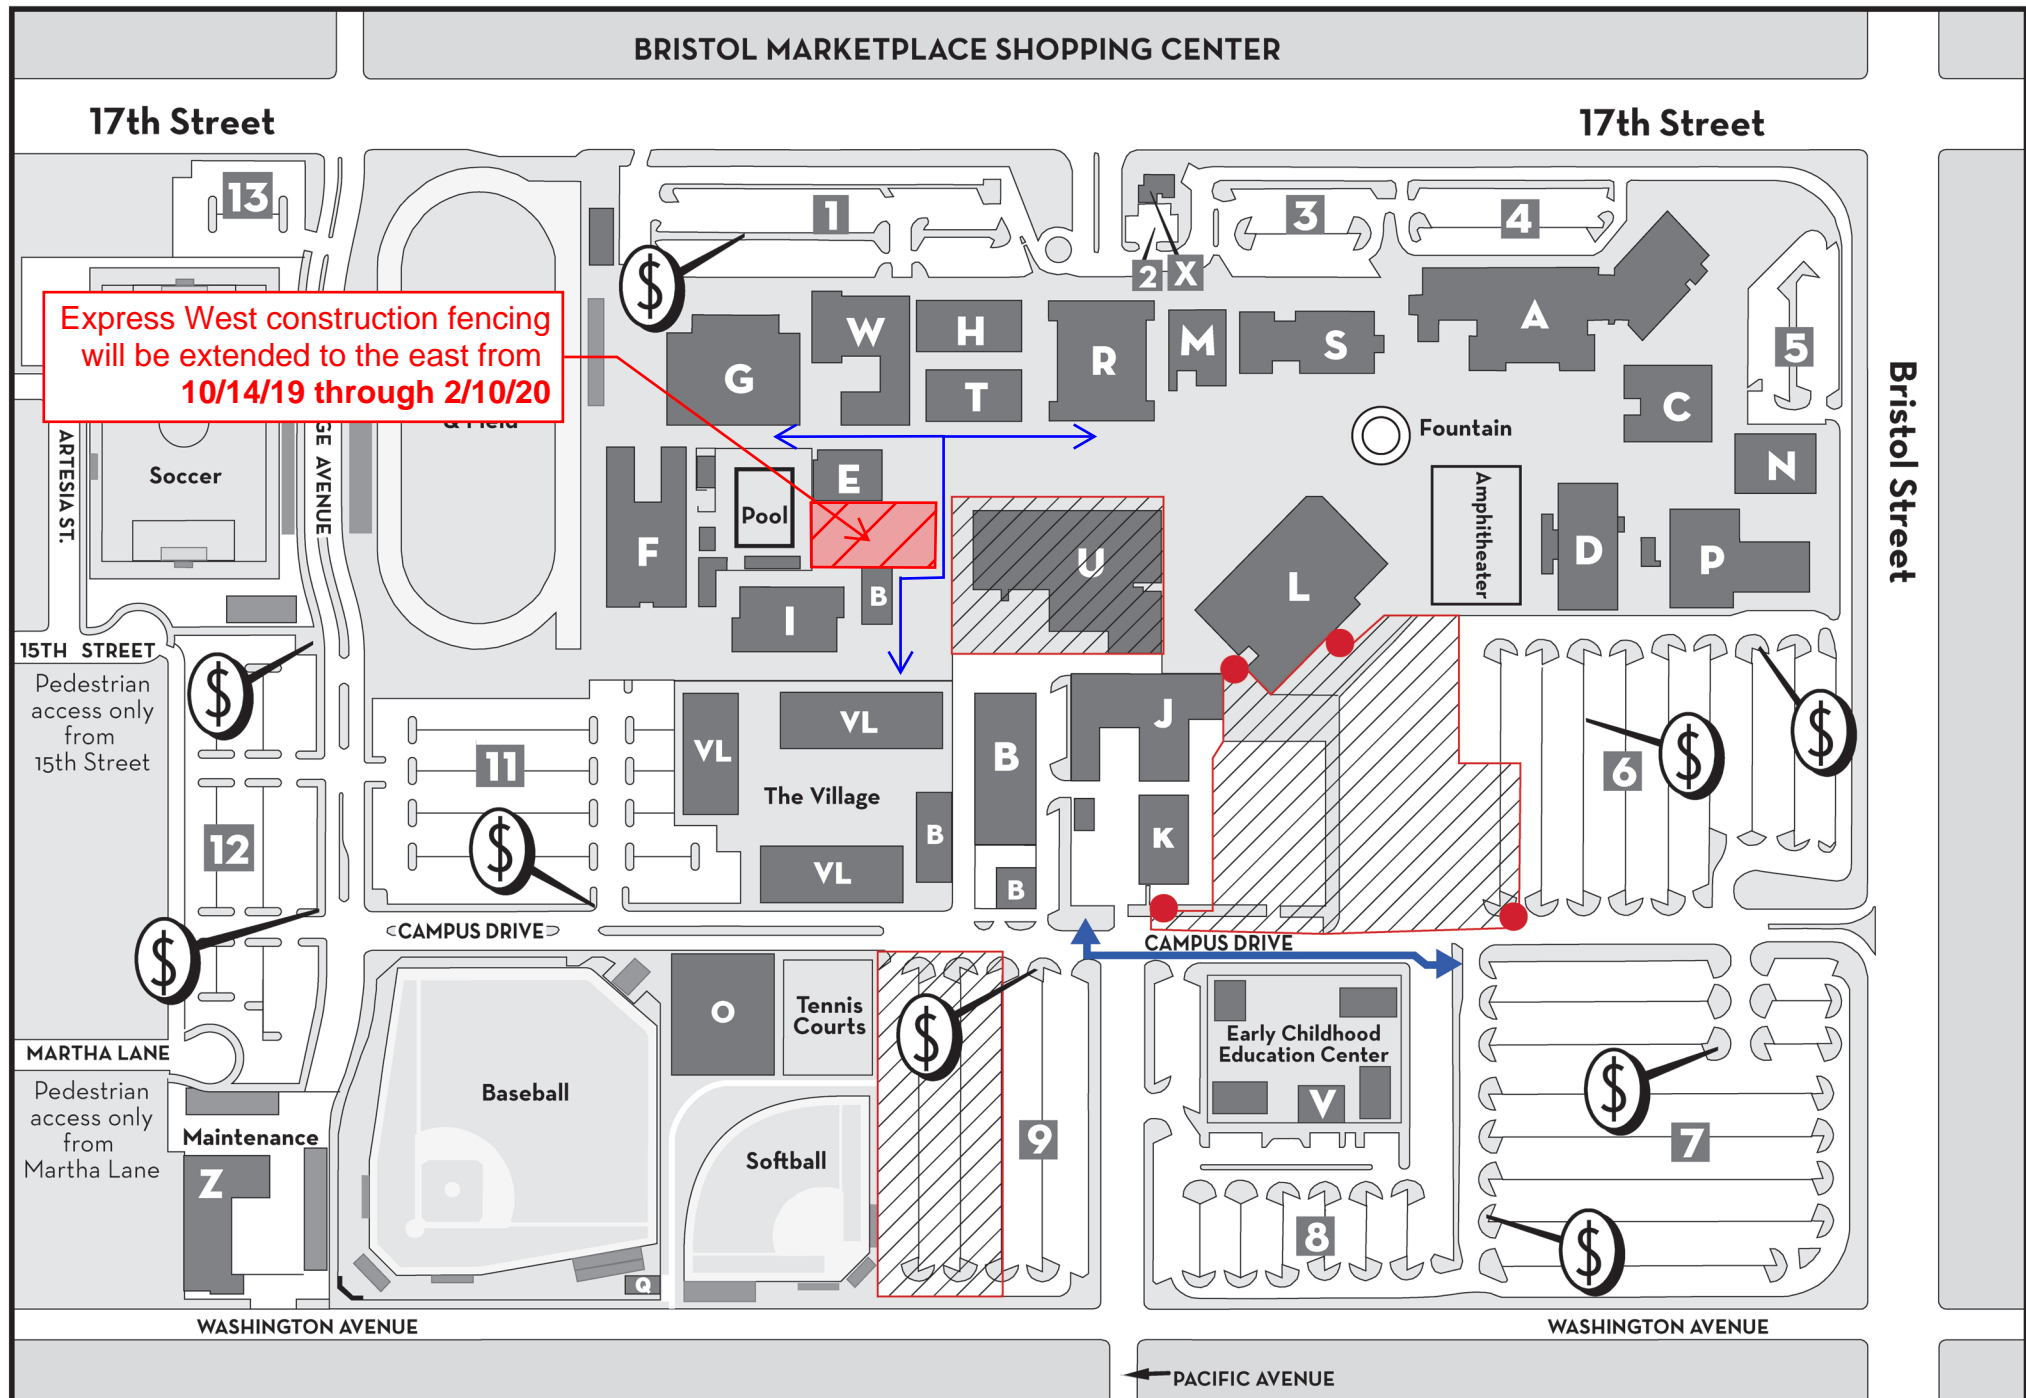 BRISTOL MARKETPLACE SHOPPING CENTER
17th Street
17th Street
13
1
3
4
2
X
$
Express West construction fencing
will be extended to the east from
10/14/19 through 2/10/20
& Field
G
W
H
T
R
M
S
A
5
C
N
Fountain
Bristol Street
ARTESIA ST.
GE AVENUE
Soccer
E
Pool
F
U
L
Amphitheater
D
P
B
I
15TH STREET
Pedestrian
access only
from
15th Street
$
12
11
$
VL
VL
The Village
VL
B
B
B
J
K
6
$
$
$
CAMPUS DRIVE
CAMPUS DRIVE
MARTHA LANE
Pedestrian
access only
from
Martha Lane
Maintenance
Z
Baseball
O
Tennis
Courts
Softball
Q
$
9
Early Childhood
Education Center
V
8
$
7
$
WASHINGTON AVENUE
WASHINGTON AVENUE
PACIFIC AVENUE